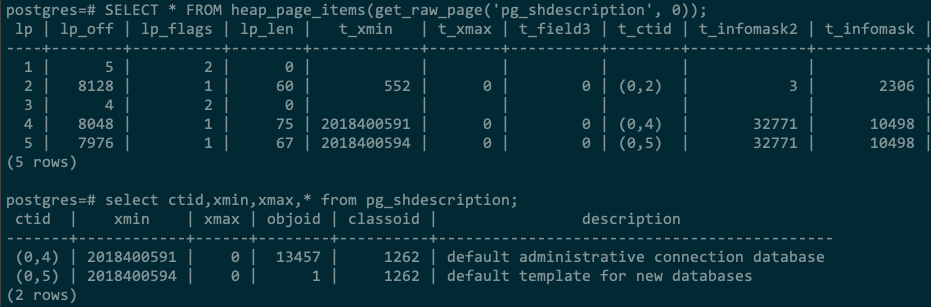 postgres=# SELECT * FROM heap_page_items(get_raw_page('pg_shdescription', 0));
 lp | lp_off | lp_flags | lp_len |   t_xmin   | t_xmax | t_field3 | t_ctid | t_infomask2 | t_infomask |
----+--------+----------+--------+------------+--------+----------+--------+-------------+------------+
  1 |      5 |        2 |      0 |            |        |          |        |             |            |
  2 |   8128 |        1 |     60 |        552 |      0 |        0 | (0,2)  |           3 |       2306 |
  3 |      4 |        2 |      0 |            |        |          |        |             |            |
  4 |   8048 |        1 |     75 | 2018400591 |      0 |        0 | (0,4)  |       32771 |      10498 |
  5 |   7976 |        1 |     67 | 2018400594 |      0 |        0 | (0,5)  |       32771 |      10498 |
(5 rows)

postgres=# select ctid,xmin,xmax,* from pg_shdescription;
 ctid  |    xmin    | xmax | objoid | classoid |                description
-------+------------+------+--------+----------+--------------------------------------------
 (0,4) | 2018400591 |    0 |  13457 |     1262 | default administrative connection database
 (0,5) | 2018400594 |    0 |      1 |     1262 | default template for new databases
(2 rows)